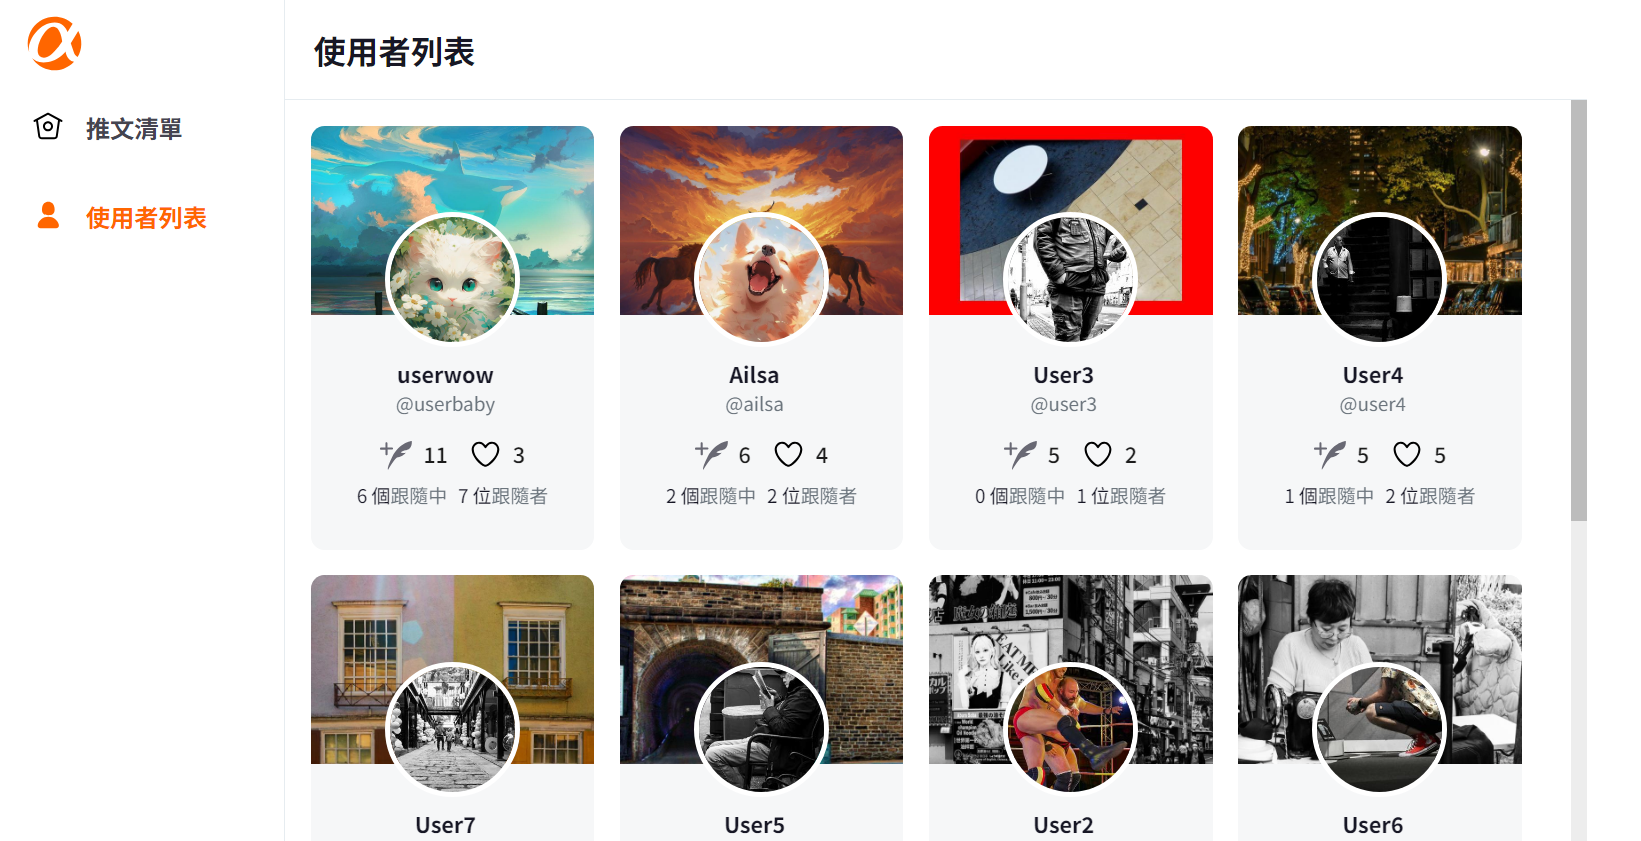 使用者列表
推文清單
使用者列表
userwow
@userbaby
11 3
6 個跟隨中 7 位跟隨者
Ailsa
@ailsa
6 4
2 個跟隨中 2 位跟隨者
User3
@user3
5 2
0 個跟隨中 1 位跟隨者
User4
@user4
5 5
1 個跟隨中 2 位跟隨者
EAT ME
Like a
User7
User5
User2
User6